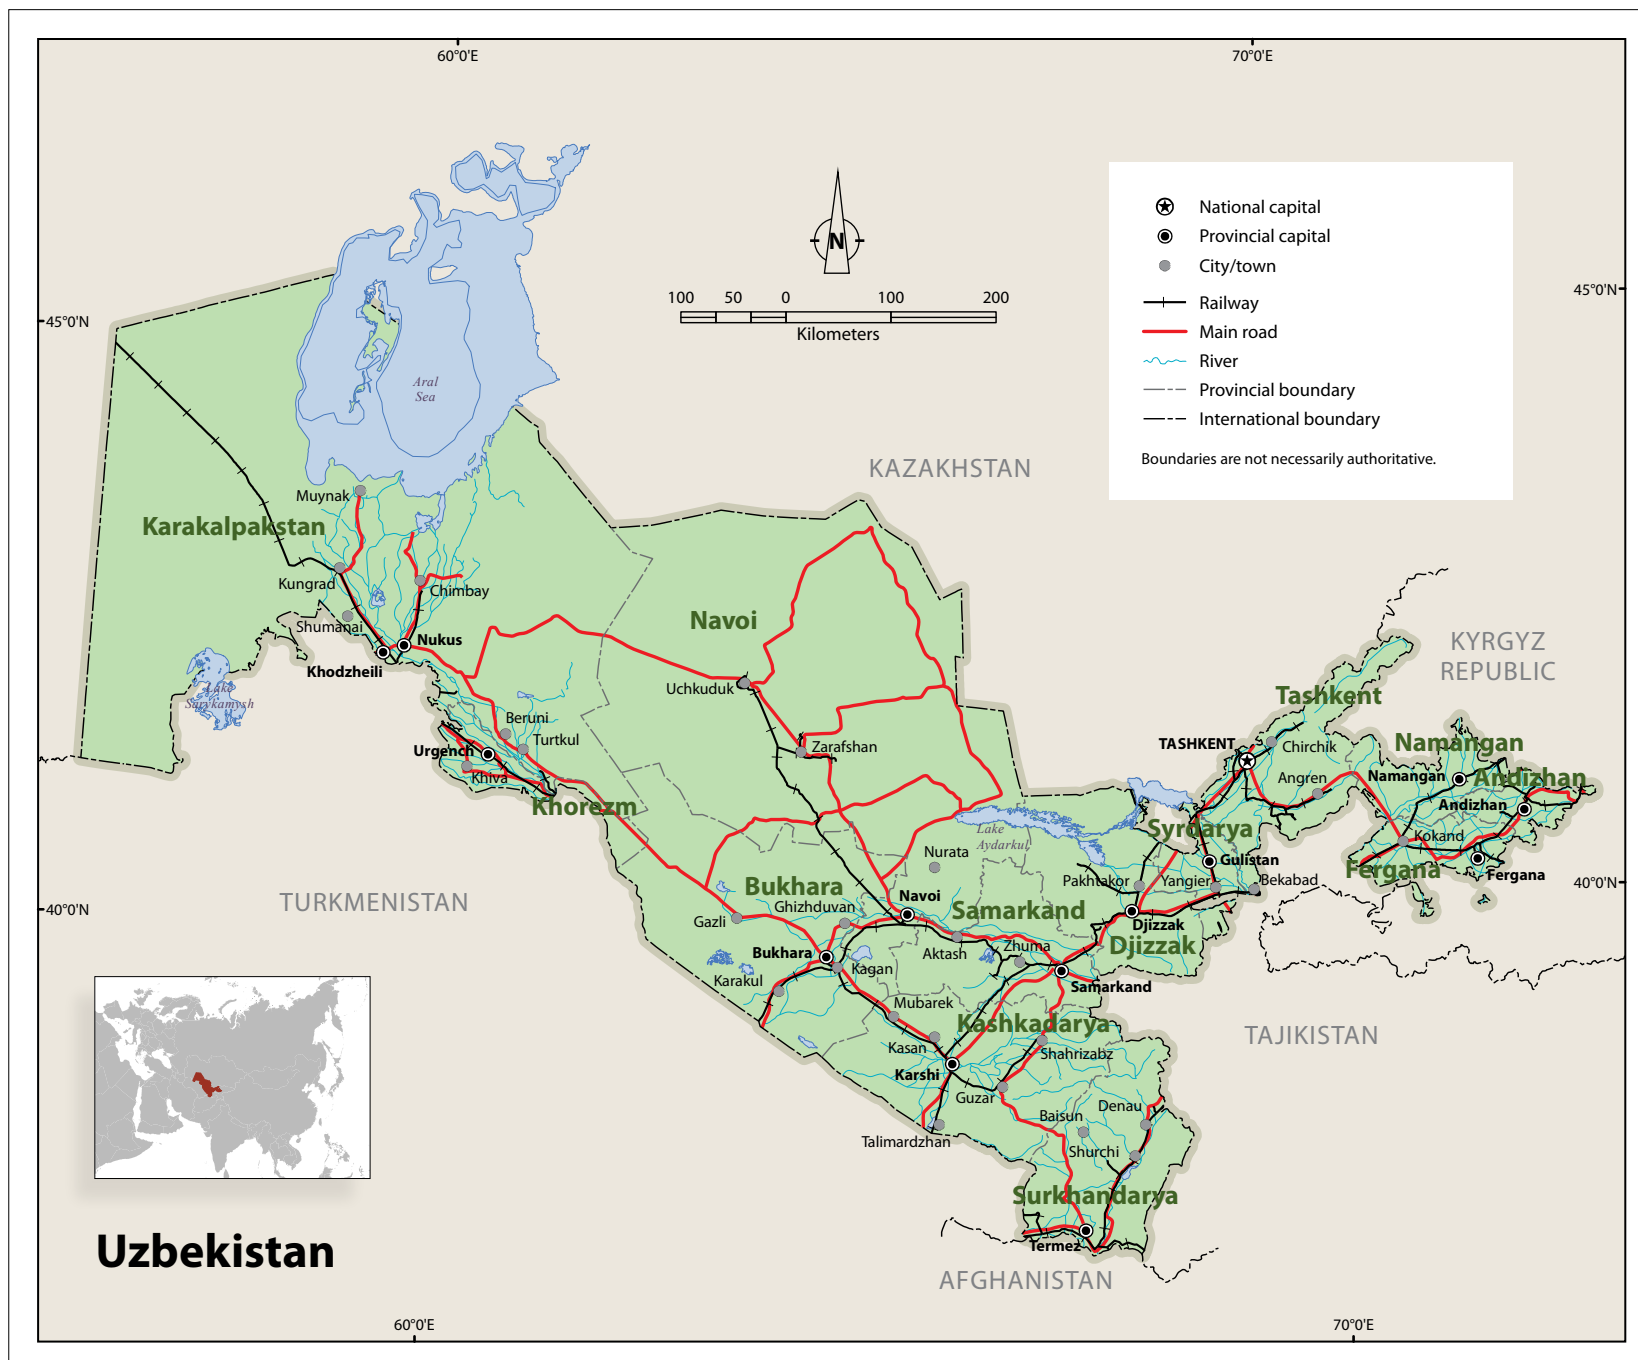 60°0'E
70°0'E
45°0'N
45°0'N
40°0'N
40°0'N
60°0'E
70°0'E
N
100 50 0 100 200
Kilometers
National capital
Provincial capital
City/town
Railway
Main road
River
Provincial boundary
International boundary
Boundaries are not necessarily authoritative.
Aral
Sea
KAZAKHSTAN
Muynak
Karakalpakstan
Kungrad
Chimbay
Shumanai
Nukus
Khodzheili
Lake
Sarykamysh
Navoi
Uchkuduk
Beruni
Turtkul
Urgench
Khiva
Khorezm
Zarafshan
KYRGYZ
REPUBLIC
Tashkent
TASHKENT
Chirchik
Angren
Namangan
Namangan
Andizhan
Andizhan
Kokand
Fergana
Fergana
Syrdarya
Gulistan
Lake
Aydarkul
Nurata
Pakhtakor
Yangier
Bekabad
TURKMENISTAN
Bukhara
Ghizhduvan
Navoi
Samarkand
Djizzak
Djizzak
Gazli
Bukhara
Aktash
Zhuma
Kagan
Karakul
Samarkand
Mubarek
Kashkadarya
TAJIKISTAN
Kasan
Shahrizabz
Karshi
Guzar
Baisun
Denau
Talimardzhan
Shurchi
Surkhandarya
Termez
AFGHANISTAN
Uzbekistan